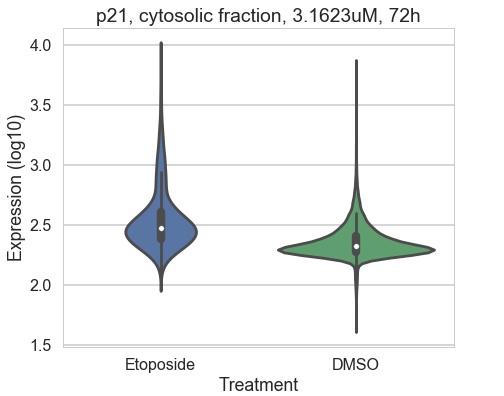 p21, cytosolic fraction, 3.1623uM, 72h
Expression (log10)
4.0
3.5
3.0
2.5
2.0
1.5
Etoposide DMSO
Treatment